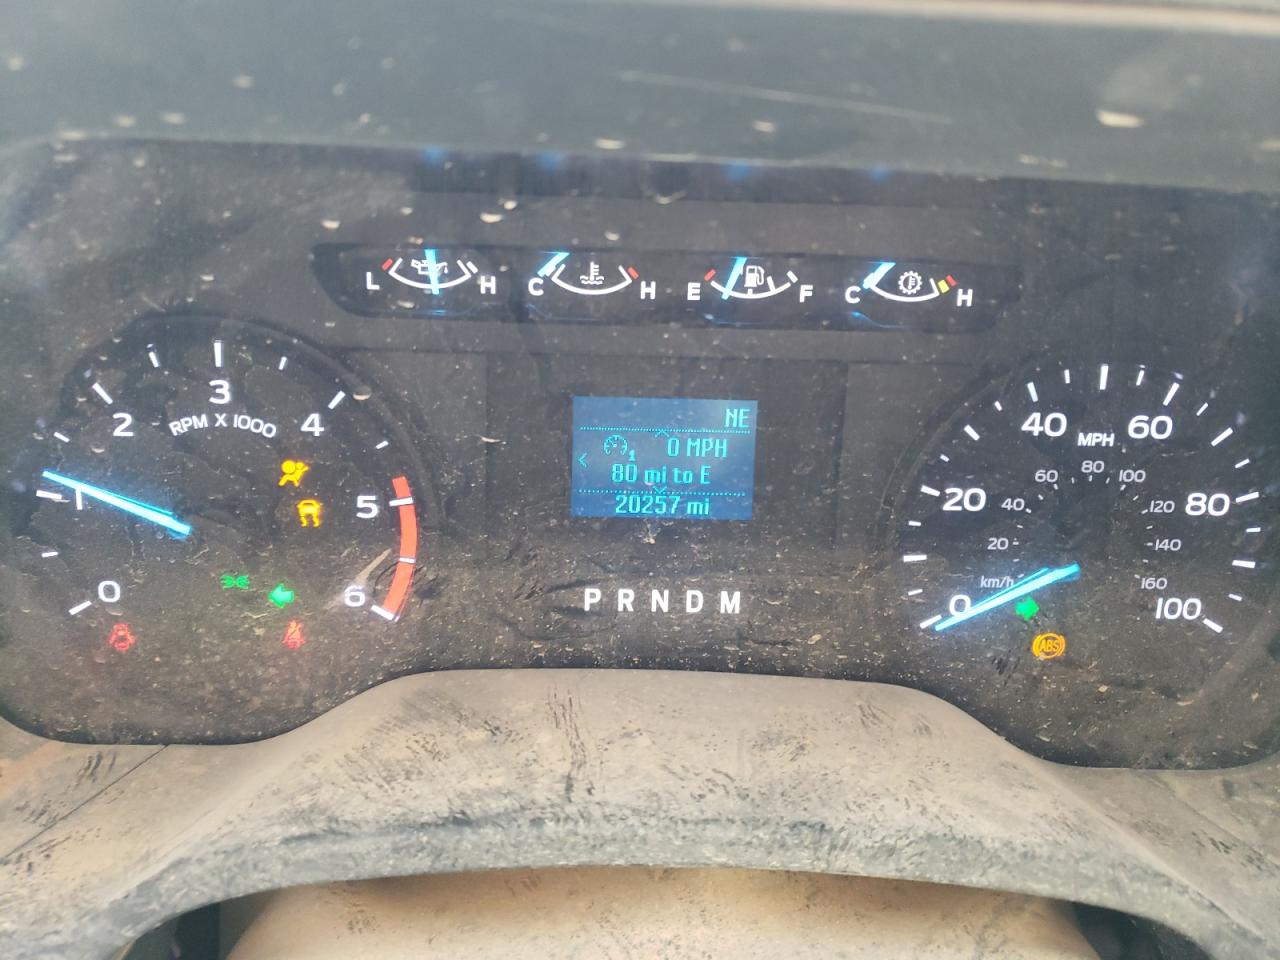 L H C H E F C H
0 1 2 3 4 5 6
RPM X 1000
NE
1 0 MPH
80 mi to E
20257 mi
P R N D M
0 20 40 60 80 100
MPH
20 40 60 80 100 120 140 160
km/h
ABS